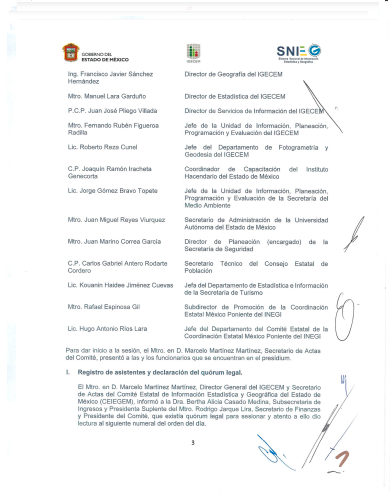 GOBIERNO DEL
ESTADO DE MÉXICO
IGECEM
SNIEG
Sistema Nacional de Información
Estadística y Geográfica
Ing. Francisco Javier Sánchez Director de Geografía del IGECEM
Hernández
Mtro. Manuel Lara Garduño Director de Estadística del IGECEM
P.C.P. Juan José Pliego Villada Director de Servicios de Información del IGECEM
Mtro. Fernando Rubén Figueroa Jefe de la Unidad de Información, Planeación,
Radilla Programación y Evaluación del IGECEM
Lic. Roberto Reza Cunel Jefe del Departamento de Fotogrametría y
Geodesia del IGECEM
C.P. Joaquín Ramón Iracheta Coordinador de Capacitación del Instituto
Genecorta Hacendario del Estado de México
Lic. Jorge Gómez Bravo Topete Jefe de la Unidad de Información, Planeación,
Programación y Evaluación de la Secretaría del
Medio Ambiente
Mtro. Juan Miguel Reyes Viurquez Secretario de Administración de la Universidad
Autónoma del Estado de México
Mtro. Juan Marino Correa García Director de Planeación (encargado) de la
Secretaría de Seguridad
C.P. Carlos Gabriel Antero Rodarte Secretario Técnico del Consejo Estatal de
Cordero Población
Lic. Kouanin Haidee Jiménez Cuevas Jefa del Departamento de Estadística e Información
de la Secretaría de Turismo
Mtro. Rafael Espinosa Gil Subdirector de Promoción de la Coordinación
Estatal México Poniente del INEGI
Lic. Hugo Antonio Ríos Lara Jefe del Departamento del Comité Estatal de la
Coordinación Estatal México Poniente del INEGI
Para dar inicio a la sesión, el Mtro. en D. Marcelo Martínez Martínez, Secretario de Actas
del Comité, presentó a las y los funcionarios que se encuentran en el presidium.
I. Registro de asistentes y declaración del quórum legal.
El Mtro. en D. Marcelo Martínez Martínez, Director General del IGECEM y Secretario
de Actas del Comité Estatal de Información Estadística y Geográfica del Estado de
México (CEIEGEM), informó a la Dra. Bertha Alicia Casado Medina, Subsecretaria de
Ingresos y Presidente Suplente del Mtro. Rodrigo Jarque Lira, Secretario de Finanzas
y Presidente del Comité, que existía quórum legal para sesionar y atento a ello dio
lectura al siguiente numeral del orden del día.
3